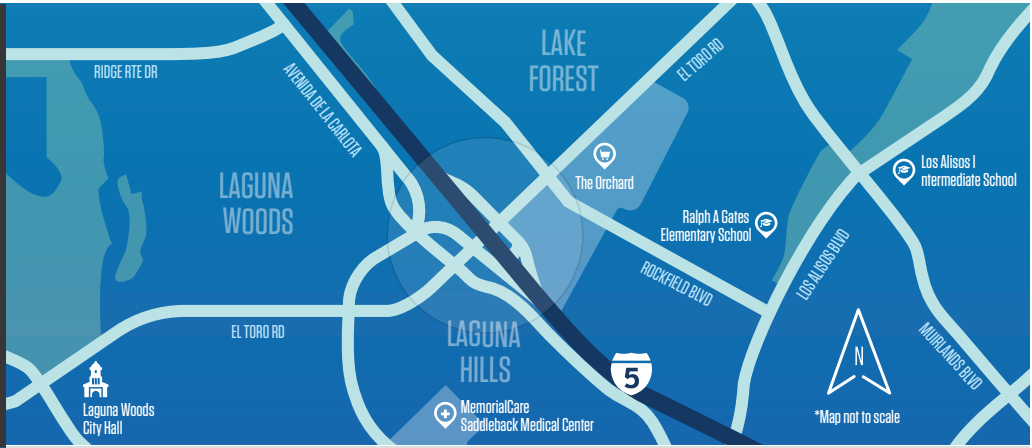 LAKE
FOREST
EL TORO RD
RIDGE RTE DR
AVENIDA DE LA CARLOTA
The Orchard
Los Alisos I
ntermediate School
LAGUNA
WOODS
Ralph A Gates
Elementary School
ROCKFIELD BLVD
LOS ALISOS BLVD
EL TORO RD
LAGUNA
HILLS
MUIRLANDS BLVD
N
5
Laguna Woods
City Hall
MemorialCare
Saddleback Medical Center
*Map not to scale